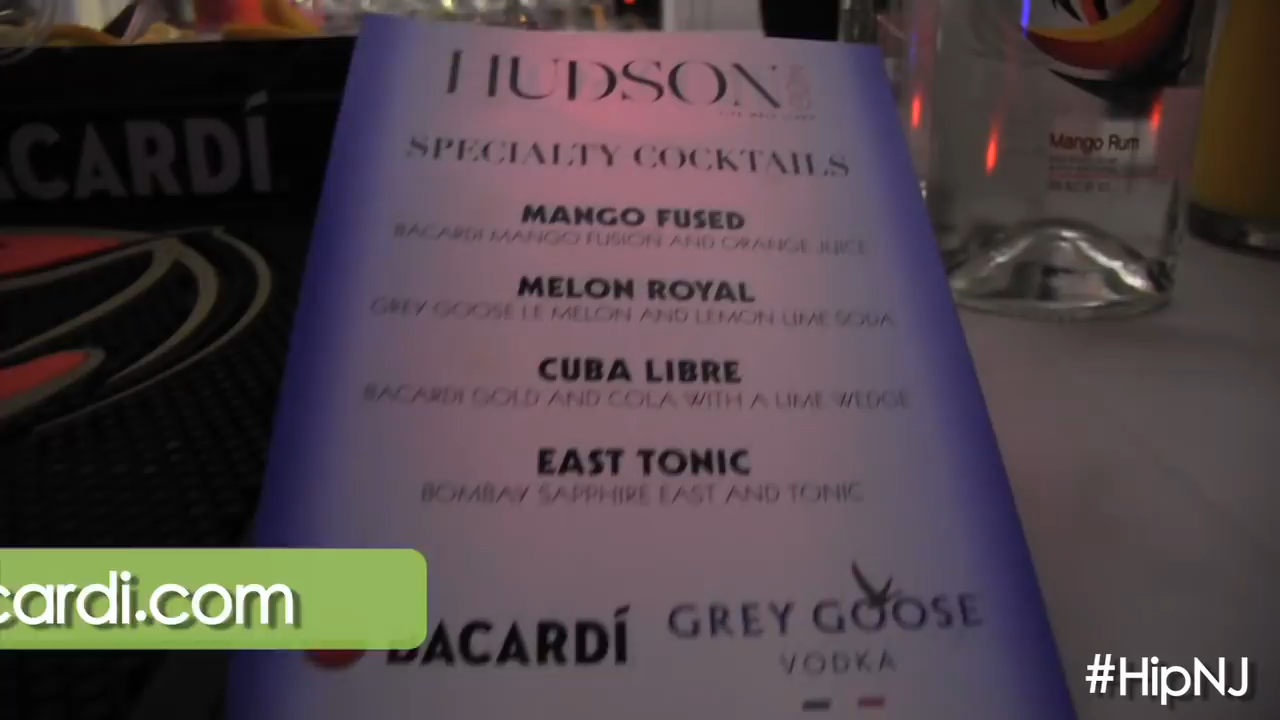 HUDSON
SPECIALTY COCKTAILS
MANGO FUSED
BACARDI MANGO FUSION AND ORANGE JUICE
MELON ROYAL
GREY GOOSE LE MELON AND LEMON-LIME SODA
CUBA LIBRE
BACARDI GOLD AND COLA WITH A LIME WEDGE
EAST TONIC
BOMBAY SAPPHIRE EAST AND TONIC
BACARDÍ
GREY GOOSE
VODKA
ACARDÍ
Mango Rum
cardi.com
#HipNJ